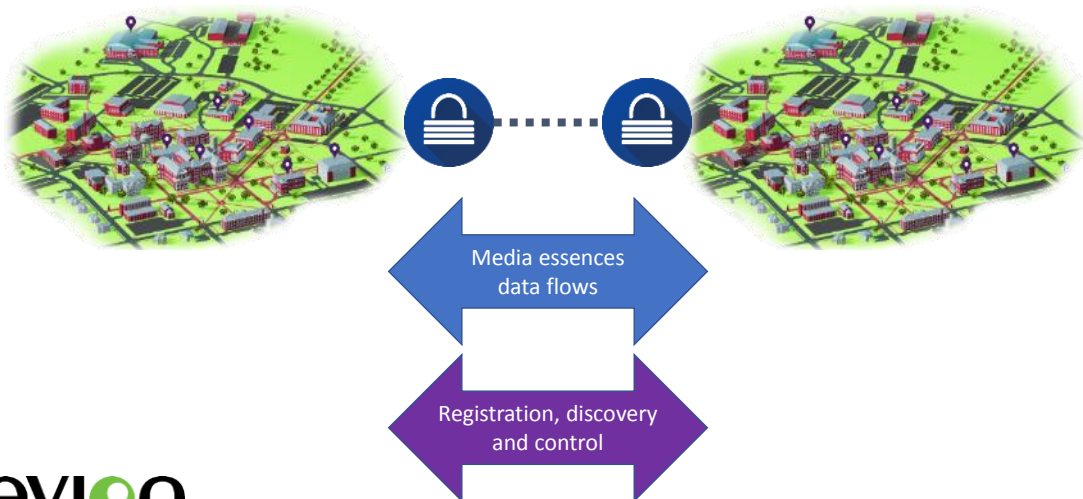 Media essences
data flows
Registration, discovery
and control